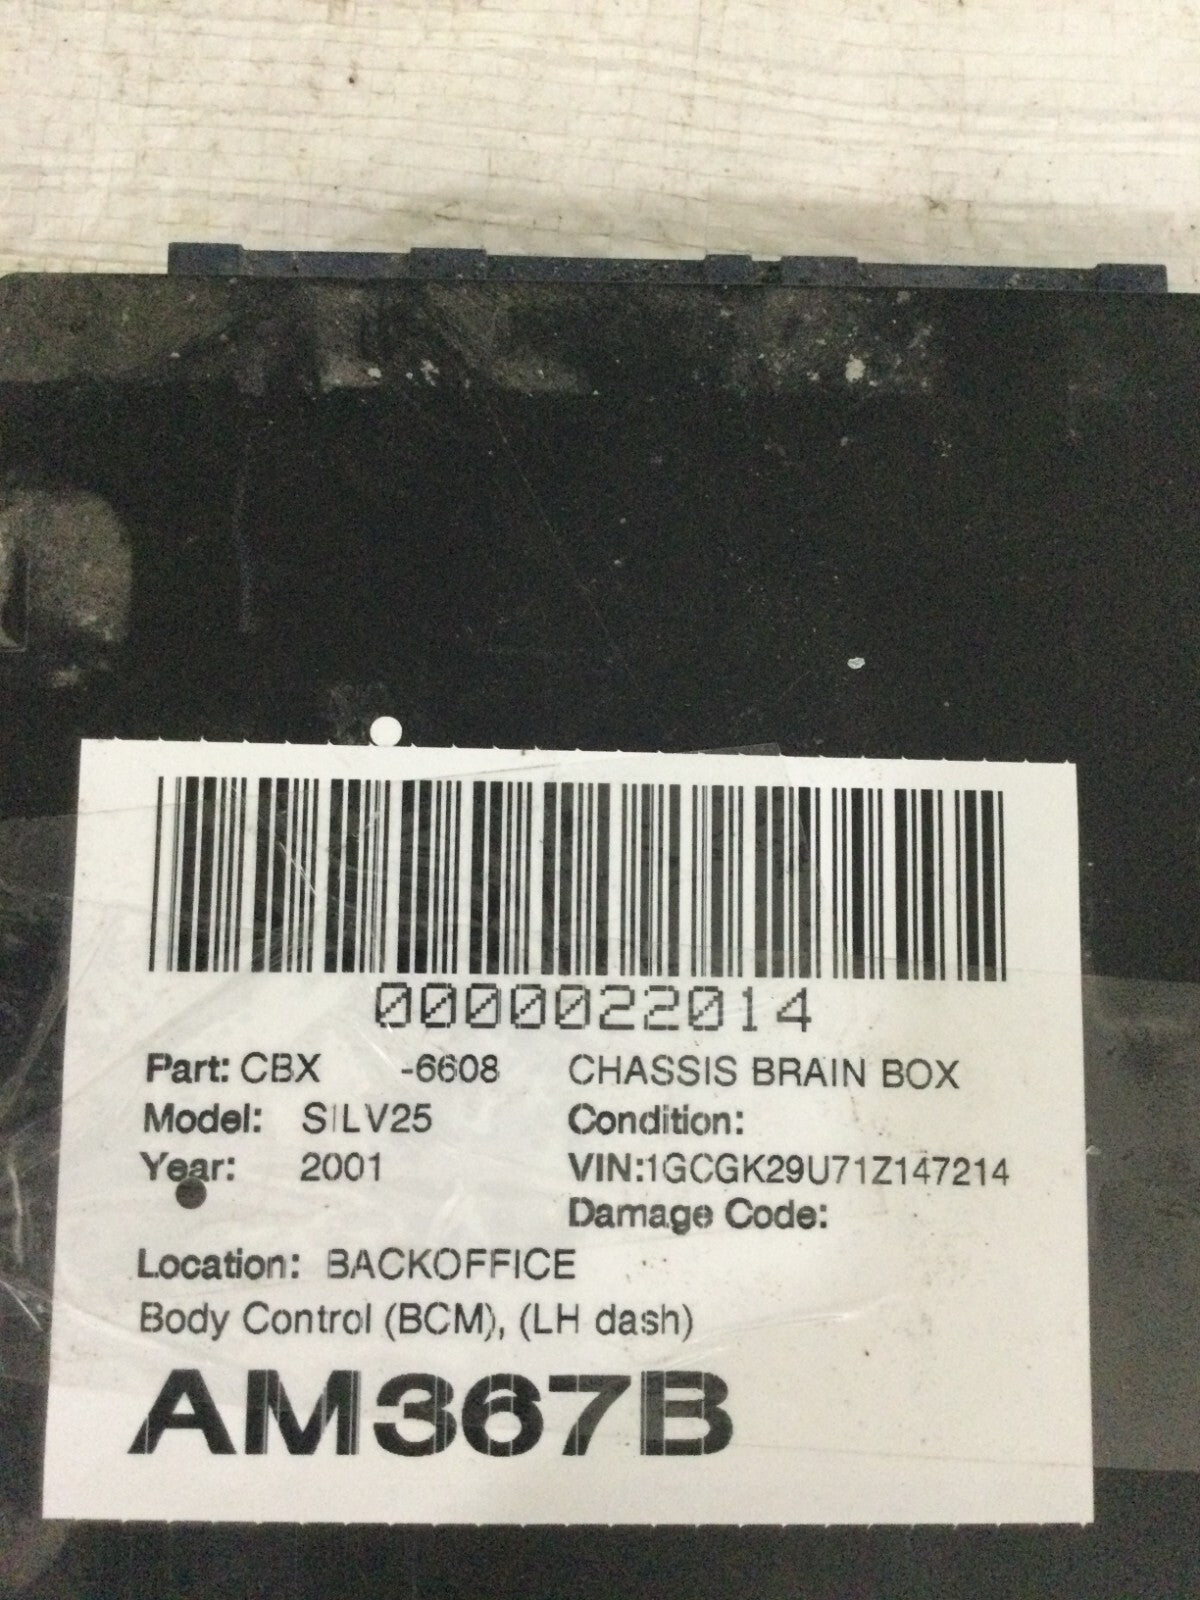 0000022014
Part: CBX -6608 CHASSIS BRAIN BOX
Model: SILV25 Condition:
Year: 2001 VIN:1GCGK29U71Z147214
Damage Code:
Location: BACKOFFICE
Body Control (BCM), (LH dash)
AM367B